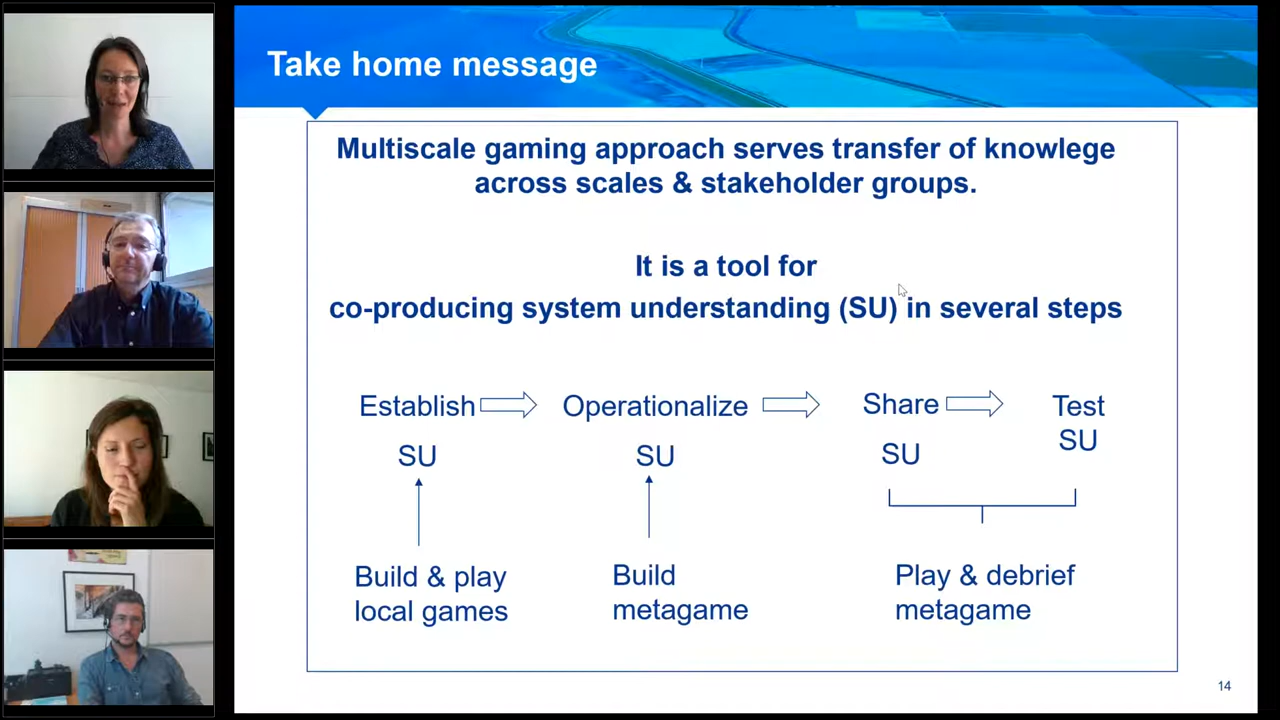 Take home message
Multiscale gaming approach serves transfer of knowlege
across scales & stakeholder groups.
It is a tool for
co-producing system understanding (SU) in several steps
Establish
SU
Operationalize
SU
Share
SU
Test
SU
Build & play
local games
Build
metagame
Play & debrief
metagame
14